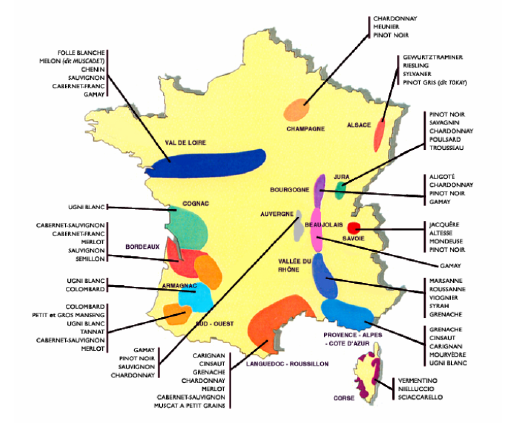 CHARDONNAY
MEUNIER
PINOT NOIR
FOLLE BLANCHE
MELON (dit MUSCADET)
CHENIN
SAUVIGNON
CABERNET-FRANC
GAMAY
GEWURTZTRAMINER
RIESLING
SYLVANER
PINOT GRIS (dit TOKAY)
CHAMPAGNE
ALSACE
PINOT NOIR
SAVAGNIN
CHARDONNAY
POULSARD
TROUSSEAU
VAL DE LOIRE
JURA
BOURGOGNE
ALIGOTÉ
CHARDONNAY
PINOT NOIR
GAMAY
UGNI BLANC
COGNAC
AUVERGNE
BEAUJOLAIS
SAVOIE
JACQUÈRE
ALTESSE
MONDEUSE
PINOT NOIR
CABERNET-SAUVIGNON
CABERNET-FRANC
MERLOT
SAUVIGNON
SEMILLON
BORDEAUX
GAMAY
VALLÉE DU
RHÔNE
UGNI BLANC
COLOMBARD
ARMAGNAC
MARSANNE
ROUSSANNE
VIOGNIER
SYRAH
GRENACHE
COLOMBARD
PETIT et GROS MANSENG
UGNI BLANC
TANNAT
CABERNET-SAUVIGNON
MERLOT
SUD - OUEST
PROVENCE - ALPES
- COTE D'AZUR
GRENACHE
CINSAUT
CARIGNAN
MOURVÈDRE
UGNI BLANC
GAMAY
PINOT NOIR
SAUVIGNON
CHARDONNAY
CARIGNAN
CINSAUT
GRENACHE
CHARDONNAY
MERLOT
CABERNET-SAUVIGNON
MUSCAT A PETIT GRAINS
LANGUEDOC - ROUSSILLON
CORSE
VERMENTINO
NIELLUCCIO
SCIACCARELLO